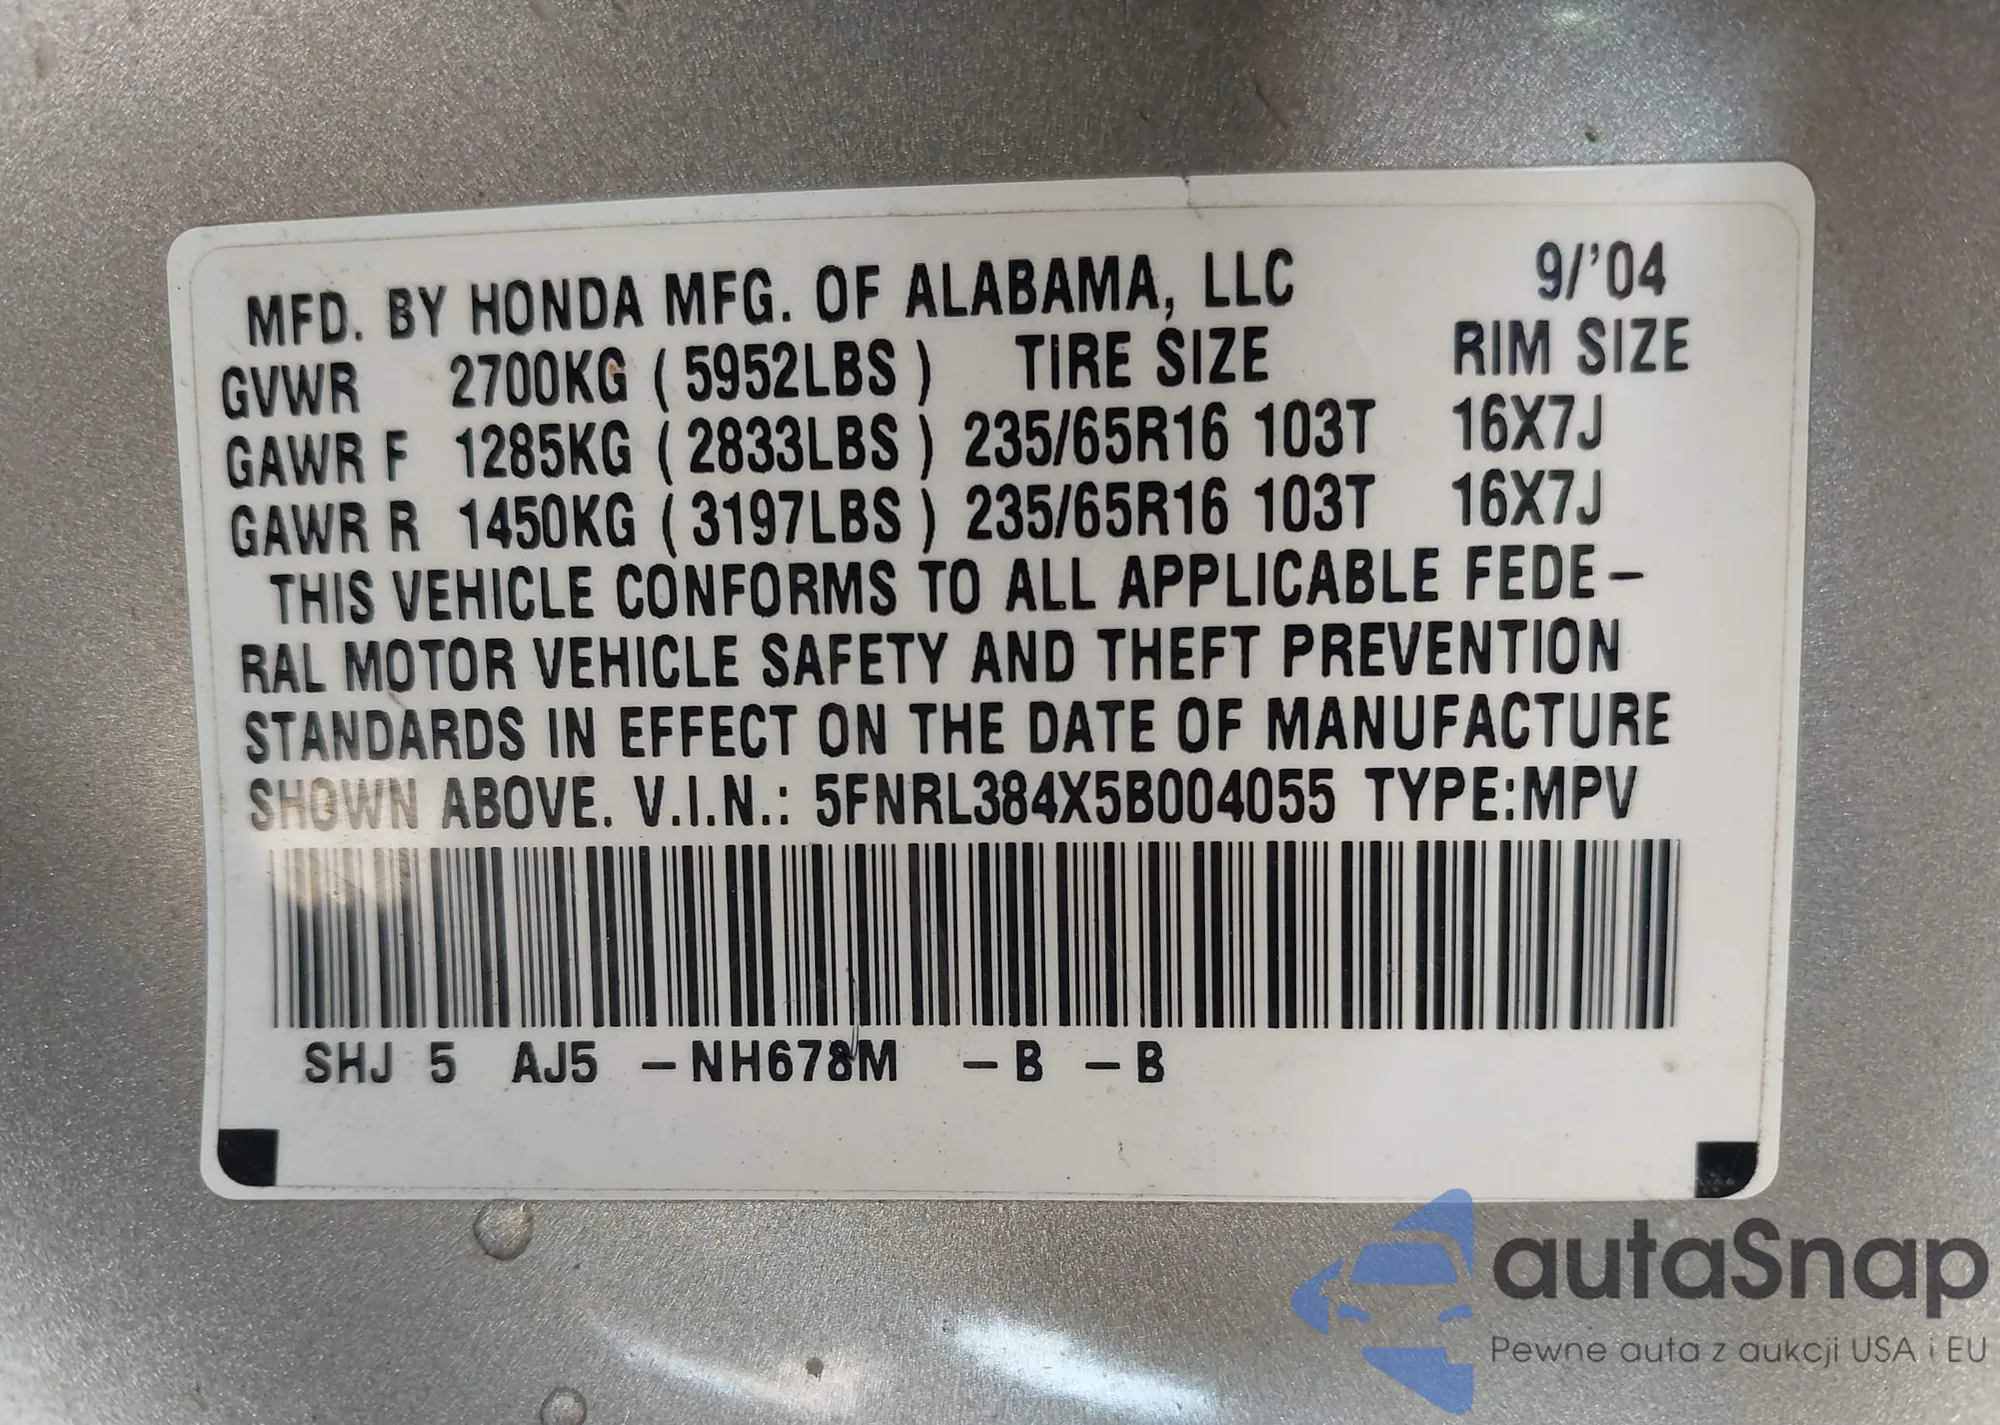 MFD. BY HONDA MFG. OF ALABAMA, LLC 9/'04
GVWR 2700KG (5952LBS) TIRE SIZE RIM SIZE
GAWR F 1285KG (2833LBS) 235/65R16 103T 16X7J
GAWR R 1450KG (3197LBS) 235/65R16 103T 16X7J
THIS VEHICLE CONFORMS TO ALL APPLICABLE FEDE-
RAL MOTOR VEHICLE SAFETY AND THEFT PREVENTION
STANDARDS IN EFFECT ON THE DATE OF MANUFACTURE
SHOWN ABOVE. V.I.N.: 5FNRL384X5B004055 TYPE:MPV
SHJ 5 AJ5 -NH678M -B -B
autaSnap
Pewne auta z aukcji USA i EU